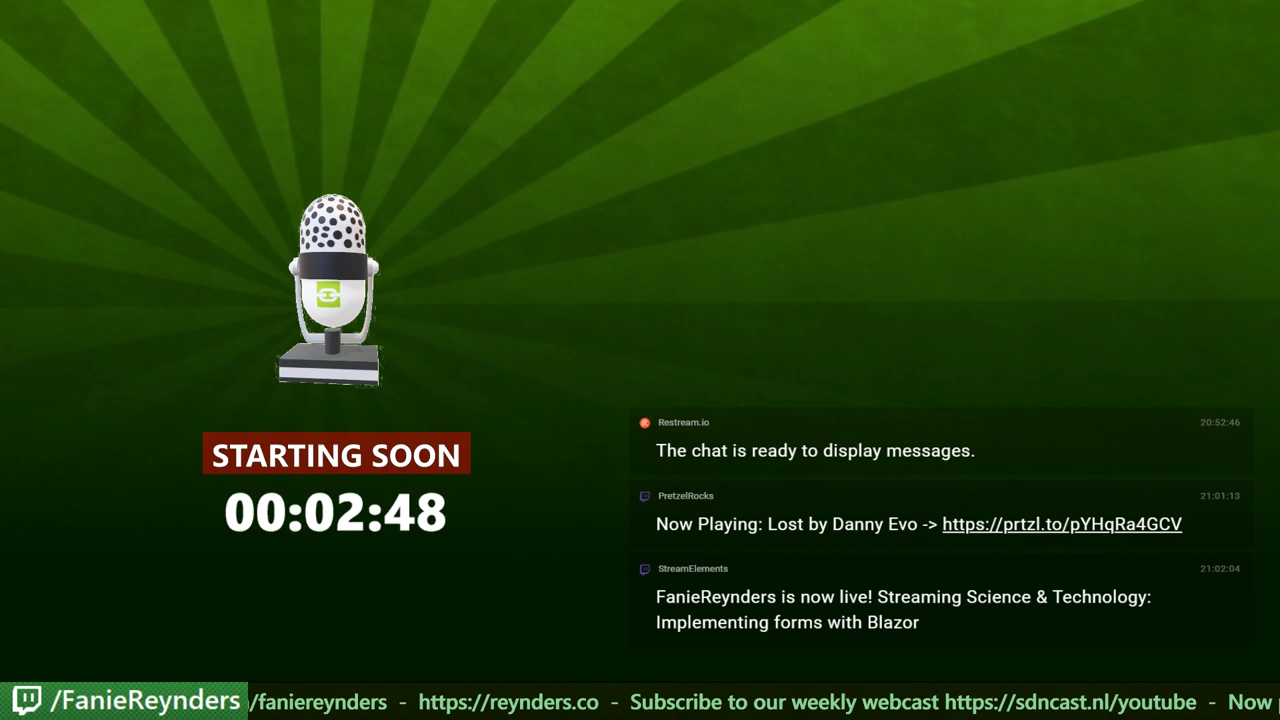 STARTING SOON
00:02:48
Restream.io 20:52:46
The chat is ready to display messages.
PretzelRocks 21:01:13
Now Playing: Lost by Danny Evo -> https://prtzl.to/pYHqRa4GCV
StreamElements 21:02:04
FanieReynders is now live! Streaming Science & Technology:
Implementing forms with Blazor
/FanieReynders /faniereynders - https://reynders.co - Subscribe to our weekly webcast https://sdncast.nl/youtube - Now